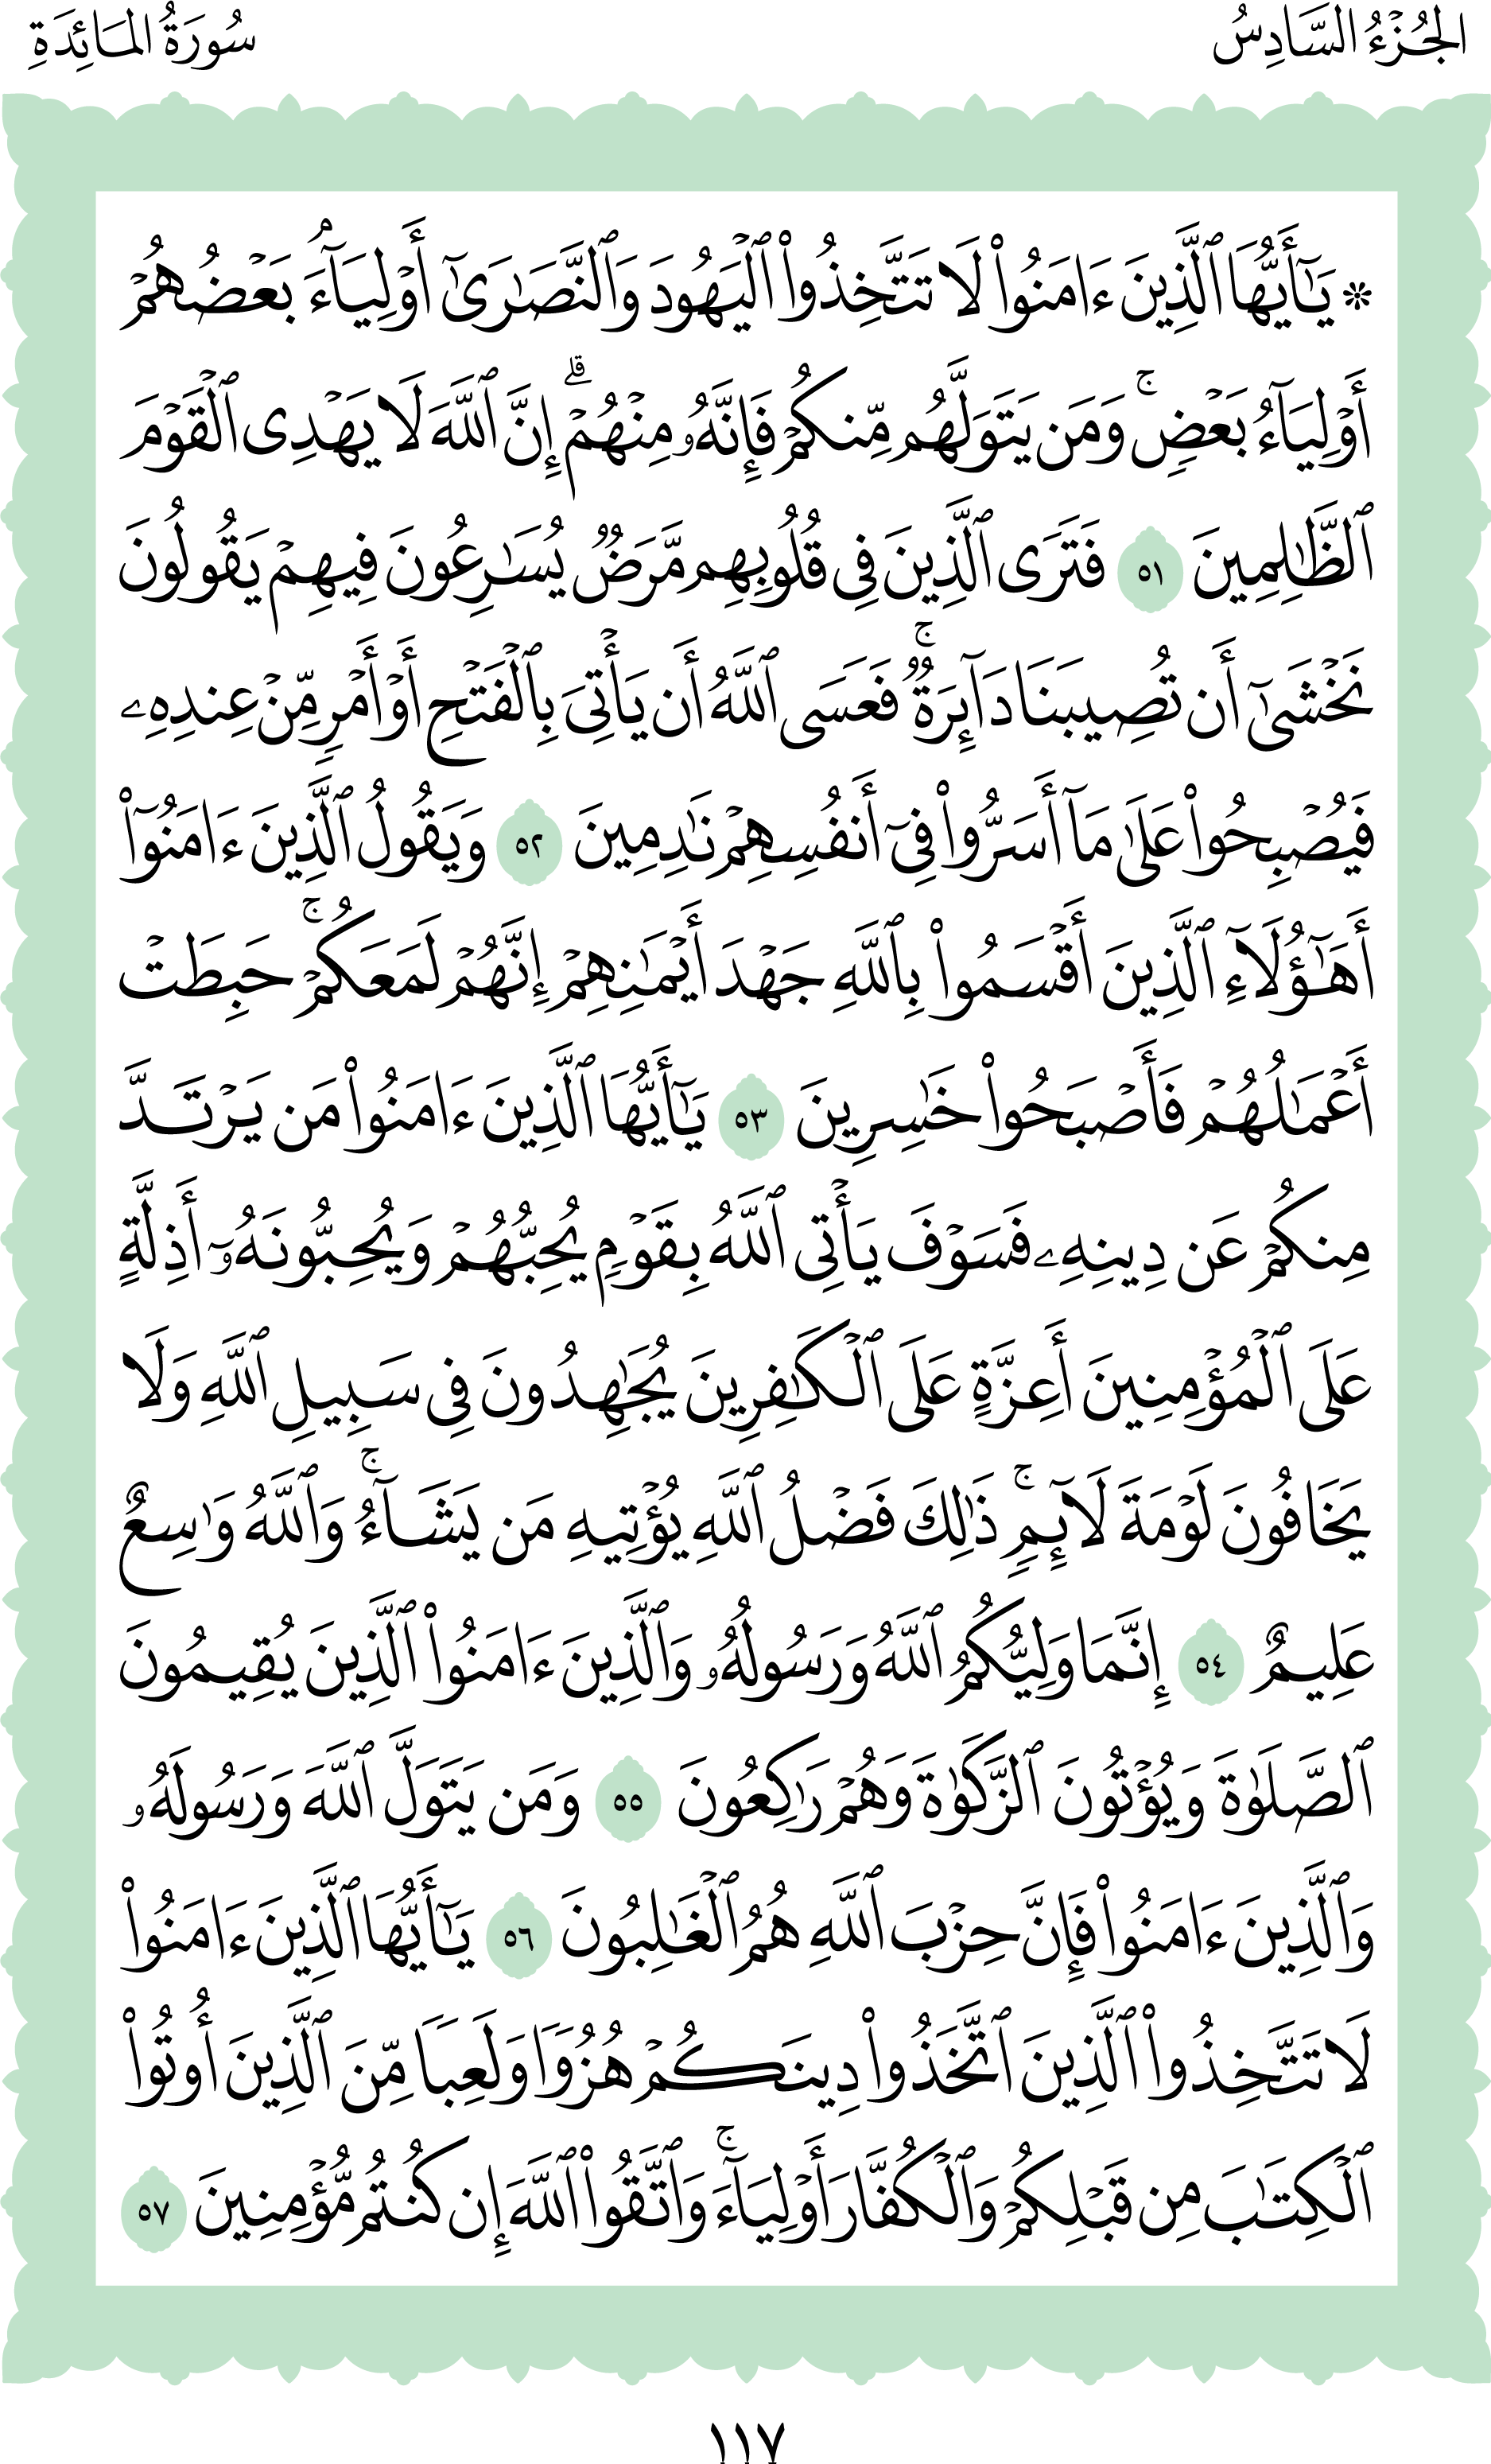 الجُزْءُ السَّادِسُ
سُورَةُ المَائِدَةِ
۞ يَٰٓأَيُّهَا ٱلَّذِينَ ءَامَنُوا۟ لَا تَتَّخِذُوا۟ ٱلْيَهُودَ وَٱلنَّصَٰرَىٰٓ أَوْلِيَآءَ ۘ بَعْضُهُمْ
أَوْلِيَآءُ بَعْضٍ ۚ وَمَن يَتَوَلَّهُم مِّنكُمْ فَإِنَّهُۥ مِنْهُمْ ۗ إِنَّ ٱللَّهَ لَا يَهْدِى ٱلْقَوْمَ
ٱلظَّٰلِمِينَ ٥١ فَتَرَى ٱلَّذِينَ فِى قُلُوبِهِم مَّرَضٌ يُسَٰرِعُونَ فِيهِمْ يَقُولُونَ
نَخْشَىٰٓ أَن تُصِيبَنَا دَآئِرَةٌ ۚ فَعَسَى ٱللَّهُ أَن يَأْتِىَ بِٱلْفَتْحِ أَوْ أَمْرٍ مِّنْ عِندِهِۦ
فَيُصْبِحُوا۟ عَلَىٰ مَآ أَسَرُّوا۟ فِىٓ أَنفُسِهِمْ نَٰدِمِينَ ٥٢ وَيَقُولُ ٱلَّذِينَ ءَامَنُوٓا۟
أَهَٰٓؤُلَآءِ ٱلَّذِينَ أَقْسَمُوا۟ بِٱللَّهِ جَهْدَ أَيْمَٰنِهِمْ إِنَّهُمْ لَمَعَكُمْ ۚ حَبِطَتْ
أَعْمَٰلُهُمْ فَأَصْبَحُوا۟ خَٰسِرِينَ ٥٣ يَٰٓأَيُّهَا ٱلَّذِينَ ءَامَنُوا۟ مَن يَرْتَدَّ
مِنكُمْ عَن دِينِهِۦ فَسَوْفَ يَأْتِى ٱللَّهُ بِقَوْمٍ يُحِبُّهُمْ وَيُحِبُّونَهُۥٓ أَذِلَّةٍ
عَلَى ٱلْمُؤْمِنِينَ أَعِزَّةٍ عَلَى ٱلْكَٰفِرِينَ يُجَٰهِدُونَ فِى سَبِيلِ ٱللَّهِ وَلَا
يَخَافُونَ لَوْمَةَ لَآئِمٍ ۚ ذَٰلِكَ فَضْلُ ٱللَّهِ يُؤْتِيهِ مَن يَشَآءُ ۚ وَٱللَّهُ وَٰسِعٌ
عَلِيمٌ ٥٤ إِنَّمَا وَلِيُّكُمُ ٱللَّهُ وَرَسُولُهُۥ وَٱلَّذِينَ ءَامَنُوا۟ ٱلَّذِينَ يُقِيمُونَ
ٱلصَّلَوٰةَ وَيُؤْتُونَ ٱلزَّكَوٰةَ وَهُمْ رَٰكِعُونَ ٥٥ وَمَن يَتَوَلَّ ٱللَّهَ وَرَسُولَهُۥ
وَٱلَّذِينَ ءَامَنُوا۟ فَإِنَّ حِزْبَ ٱللَّهِ هُمُ ٱلْغَٰلِبُونَ ٥٦ يَٰٓأَيُّهَا ٱلَّذِينَ ءَامَنُوا۟
لَا تَتَّخِذُوا۟ ٱلَّذِينَ ٱتَّخَذُوا۟ دِينَكُمْ هُزُوًا وَلَعِبًا مِّنَ ٱلَّذِينَ أُوتُوا۟
ٱلْكِتَٰبَ مِن قَبْلِكُمْ وَٱلْكُفَّارَ أَوْلِيَآءَ ۚ وَٱتَّقُوا۟ ٱللَّهَ إِن كُنتُم مُّؤْمِنِينَ ٥٧
١١٧